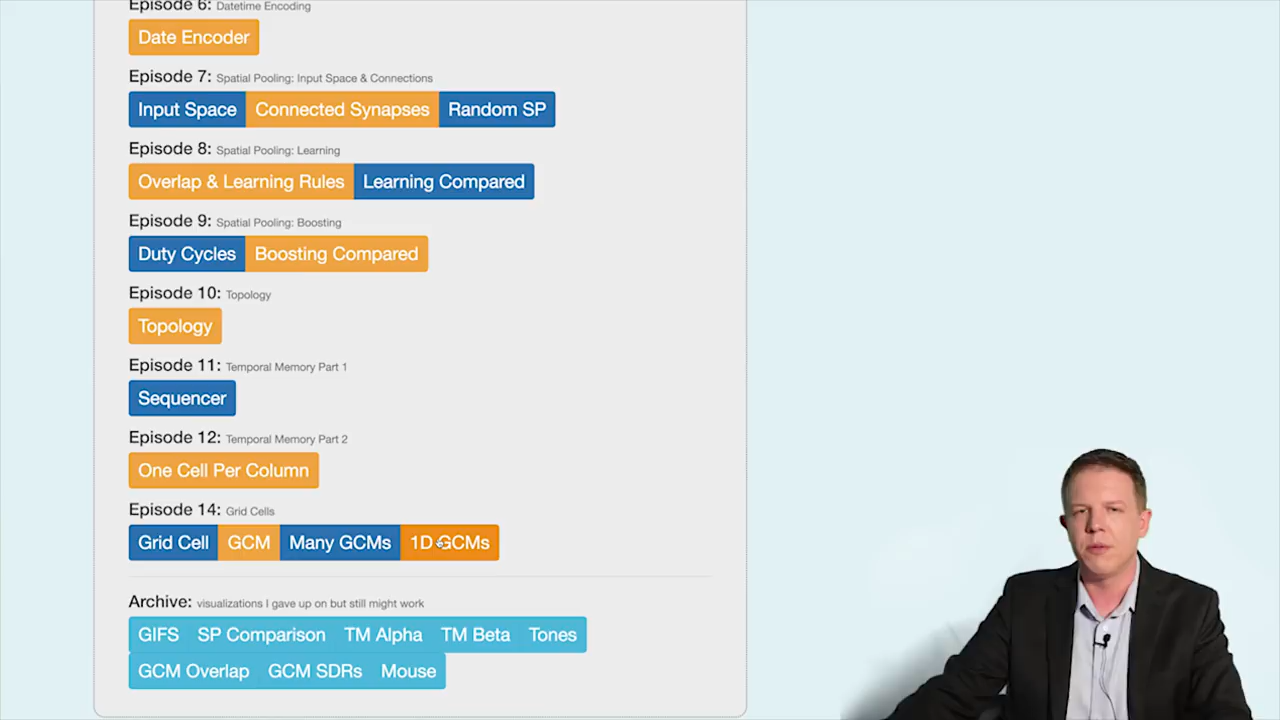 Episode 6: Datetime Encoding
Date Encoder
Episode 7: Spatial Pooling: Input Space & Connections
Input Space Connected Synapses Random SP
Episode 8: Spatial Pooling: Learning
Overlap & Learning Rules Learning Compared
Episode 9: Spatial Pooling: Boosting
Duty Cycles Boosting Compared
Episode 10: Topology
Topology
Episode 11: Temporal Memory Part 1
Sequencer
Episode 12: Temporal Memory Part 2
One Cell Per Column
Episode 14: Grid Cells
Grid Cell GCM Many GCMs 1D GCMs
Archive: visualizations I gave up on but still might work
GIFS SP Comparison TM Alpha TM Beta Tones
GCM Overlap GCM SDRs Mouse